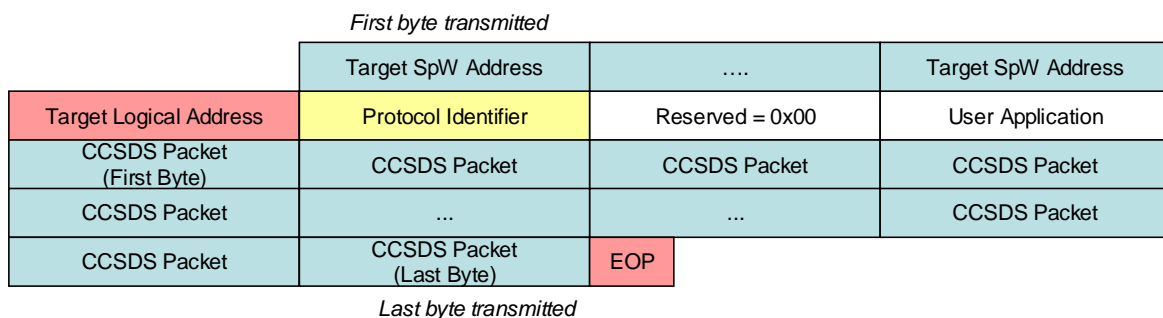 First byte transmitted
Target SpW Address
….
Target SpW Address
Target Logical Address
Protocol Identifier
Reserved = 0x00
User Application
CCSDS Packet
(First Byte)
CCSDS Packet
CCSDS Packet
CCSDS Packet
CCSDS Packet
...
...
CCSDS Packet
CCSDS Packet
CCSDS Packet
(Last Byte)
EOP
Last byte transmitted